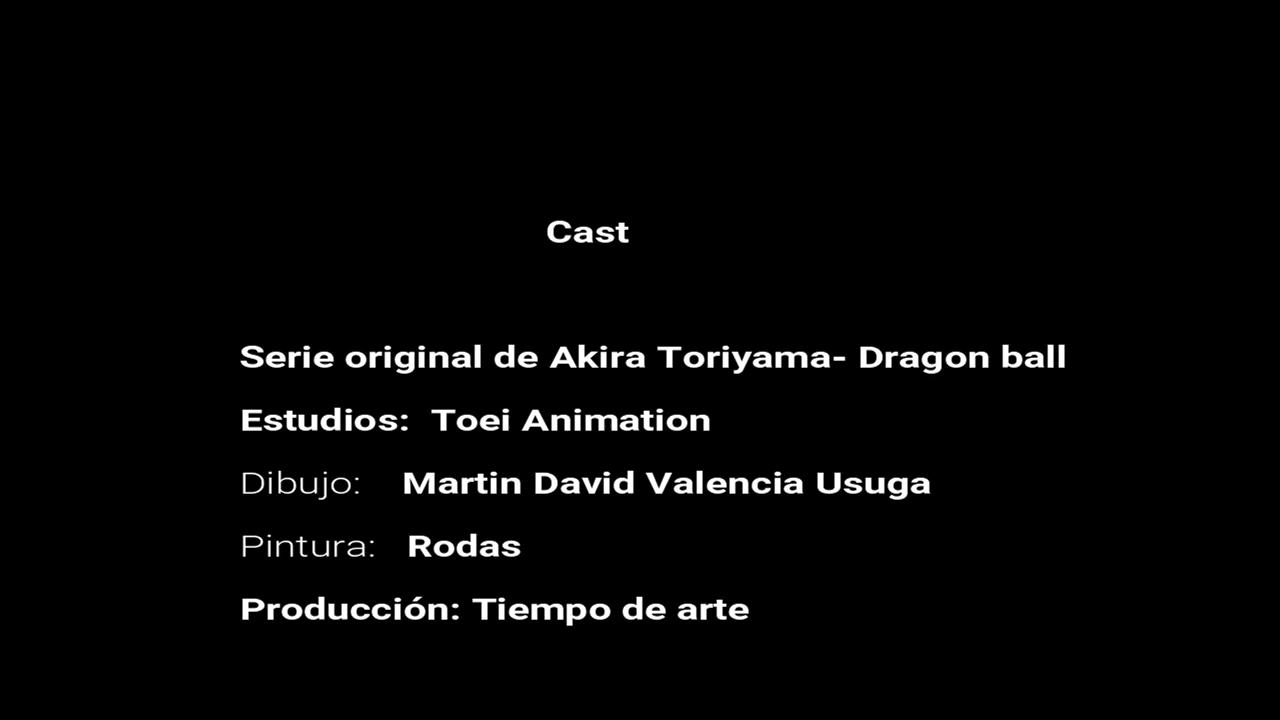 Cast
Serie original de Akira Toriyama- Dragon ball
Estudios: Toei Animation
Dibujo: Martin David Valencia Usuga
Pintura: Rodas
Producción: Tiempo de arte